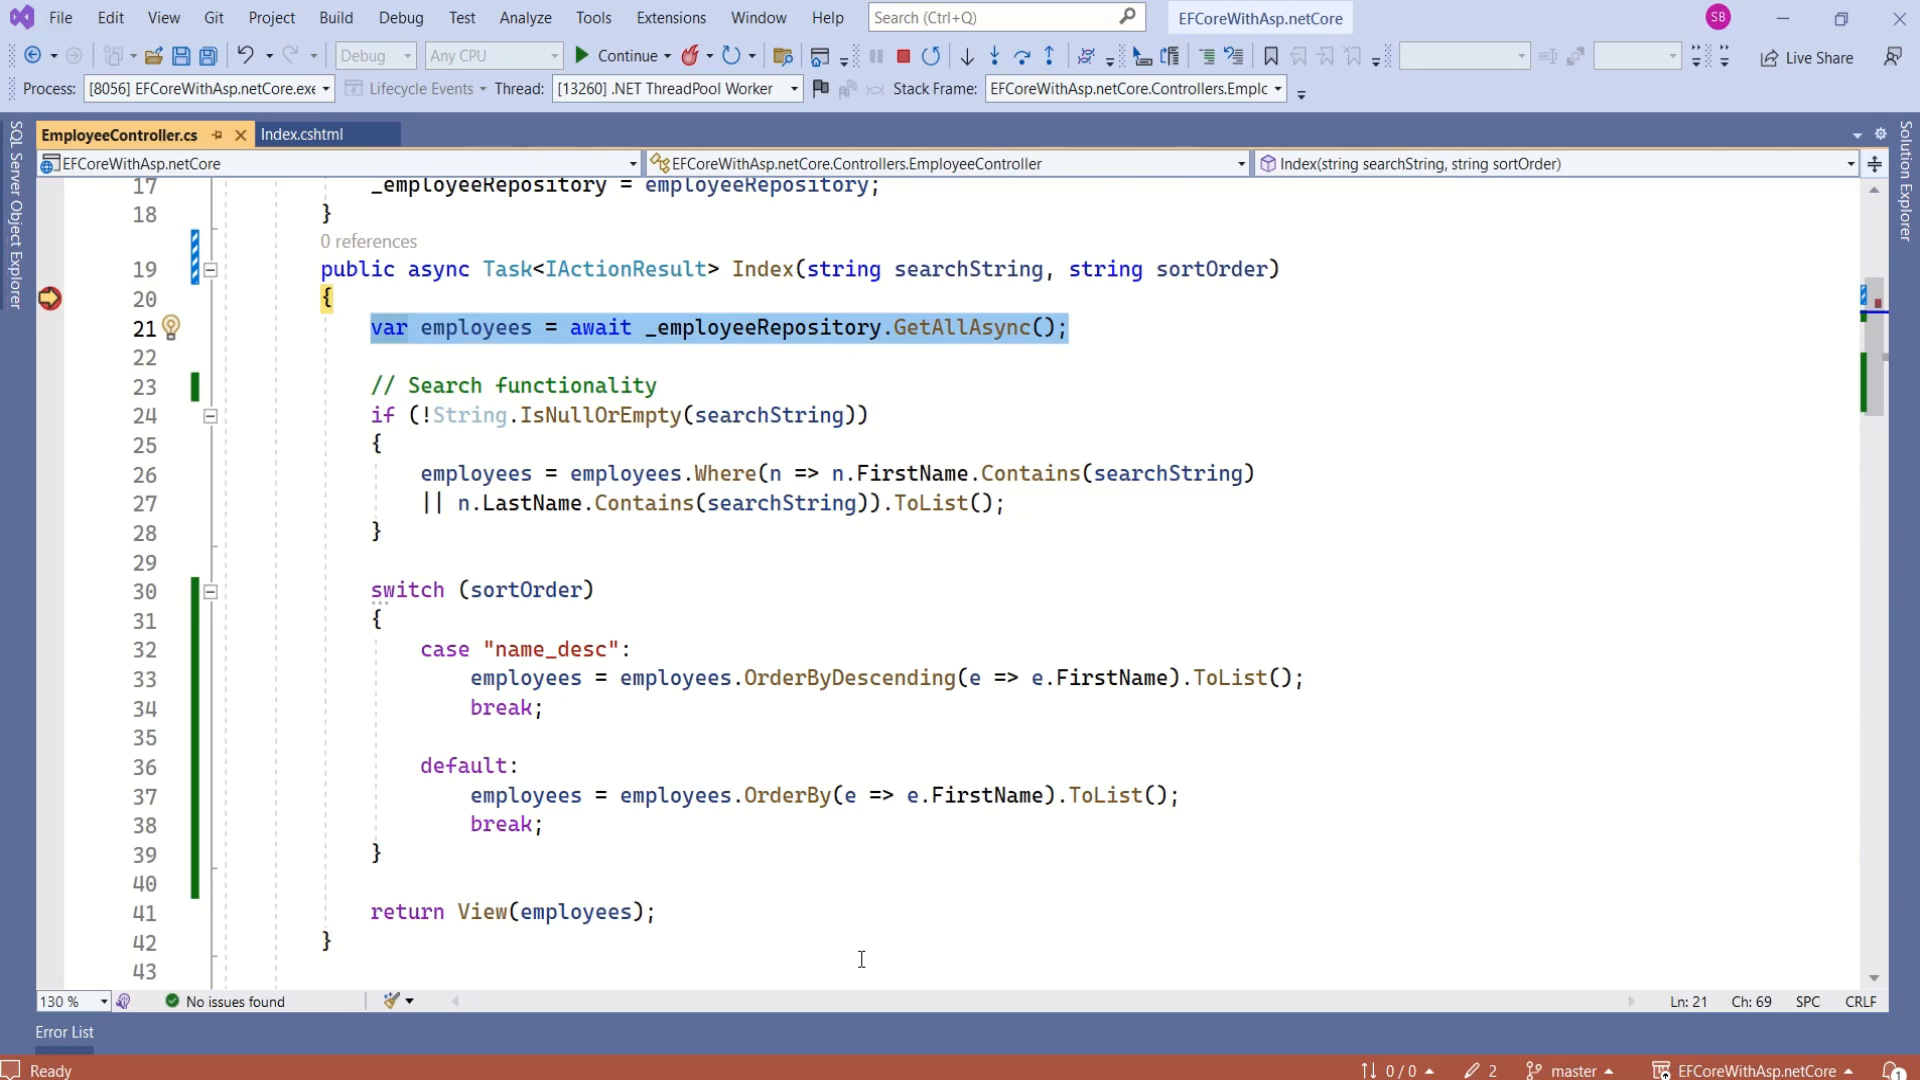 File Edit View Git Project Build Debug Test Analyze Tools Extensions Window Help Search (Ctrl+Q) EFCoreWithAsp.netCore SB
Debug Any CPU Continue Live Share
Process: [8056] EFCoreWithAsp.netCore.exe Lifecycle Events Thread: [13260] .NET ThreadPool Worker Stack Frame: EFCoreWithAsp.netCore.Controllers.Emplc
SQL Server Object Explorer
Solution Explorer
EmployeeController.cs Index.cshtml
EFCoreWithAsp.netCore EFCoreWithAsp.netCore.Controllers.EmployeeController Index(string searchString, string sortOrder)
17 _employeeRepository = employeeRepository;
18 }
0 references
19 public async Task<IActionResult> Index(string searchString, string sortOrder)
20 {
21 var employees = await _employeeRepository.GetAllAsync();
22
23 // Search functionality
24 if (!String.IsNullOrEmpty(searchString))
25 {
26 employees = employees.Where(n => n.FirstName.Contains(searchString)
27 || n.LastName.Contains(searchString)).ToList();
28 }
29
30 switch (sortOrder)
31 {
32 case "name_desc":
33 employees = employees.OrderByDescending(e => e.FirstName).ToList();
34 break;
35
36 default:
37 employees = employees.OrderBy(e => e.FirstName).ToList();
38 break;
39 }
40
41 return View(employees);
42 }
43
130 % No issues found Ln: 21 Ch: 69 SPC CRLF
Error List
Ready 0 / 0 2 master EFCoreWithAsp.netCore 1